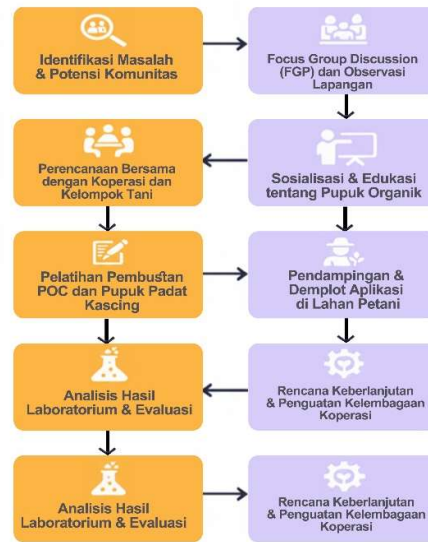 Identifikasi Masalah
& Potensi Komunitas
Focus Group Discussion
(FGP) dan Observasi
Lapangan
Perencanaan Bersama
dengan Koperasi dan
Kelompok Tani
Sosialisasi & Edukasi
tentang Pupuk Organik
Pelatihan Pembustan
POC dan Pupuk Padat
Kascing
Pendampingan &
Demplot Aplikasi
di Lahan Petani
Analisis Hasil
Laboratorium & Evaluasi
Rencana Keberlanjutan
& Penguatan Kelembagaan
Koperasi
Analisis Hasil
Laboratorium & Evaluasi
Rencana Keberlanjutan
& Penguatan Kelembagaan
Koperasi